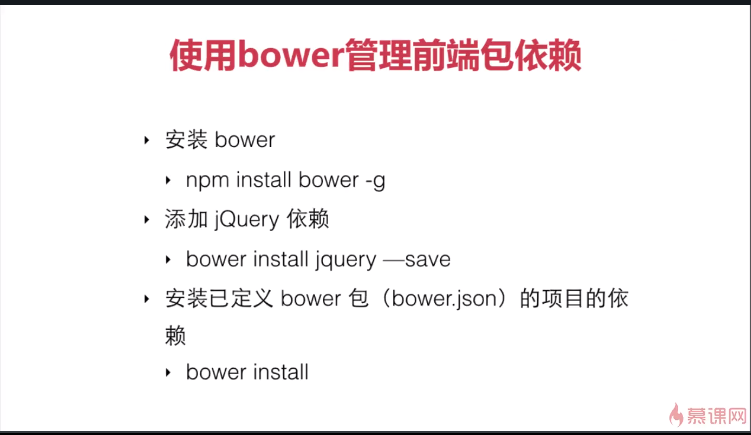 使用bower管理前端包依赖
安装 bower
npm install bower -g
添加 jQuery 依赖
bower install jquery —save
安装已定义 bower 包（bower.json）的项目的依
赖
bower install
慕课网